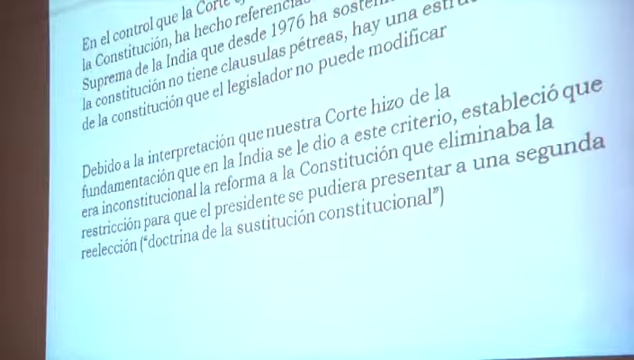 En el control que la Corte
la Constitución, ha hecho referencia
Suprema de la India que desde 1976 ha
la constitución no tiene clausulas pétreas, hay una
de la constitución que el legislador no puede modificar
Debido a la interpretación que nuestra Corte hizo de la
fundamentación que en la India se le dio a este criterio, estableció que
era inconstitucional la reforma a la Constitución que eliminaba la
restricción para que el presidente se pudiera presentar a una segunda
reelección (“doctrina de la sustitución constitucional”)